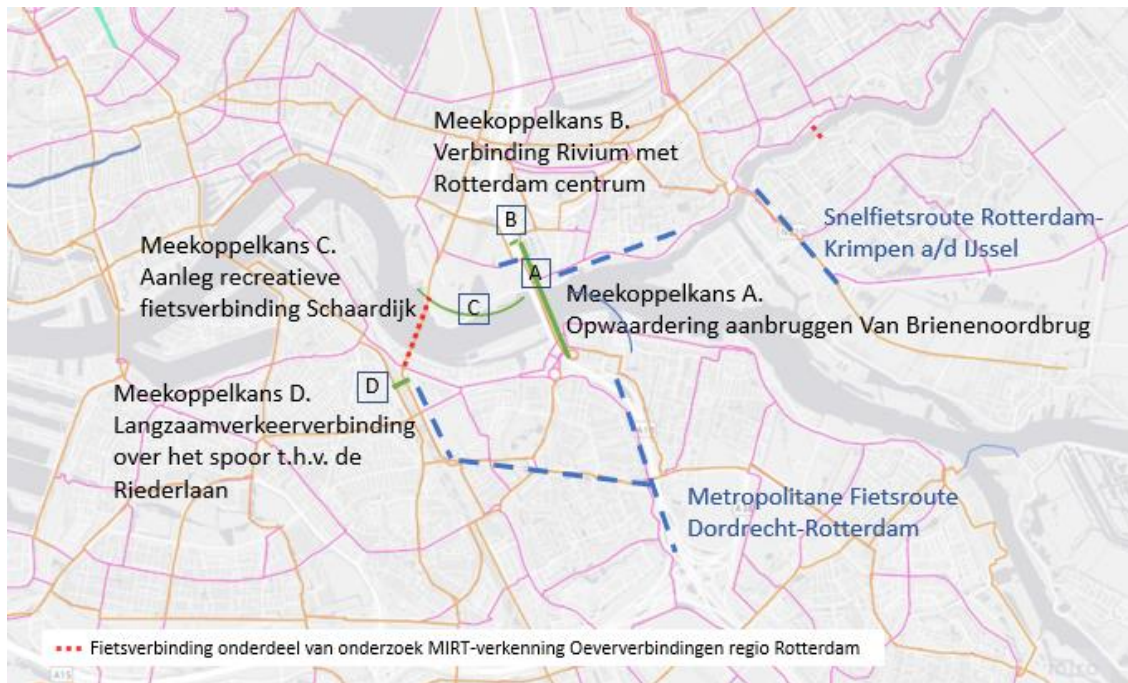 Meekoppelkans B.
Verbinding Rivium met
Rotterdam centrum
B
Snelfietsroute Rotterdam-
Krimpen a/d IJssel
Meekoppelkans C.
Aanleg recreatieve
fietsverbinding Schaardijk
A
C
Meekoppelkans A.
Opwaardering aanbruggen Van Brienenoordbrug
D
Meekoppelkans D.
Langzaamverkeerverbinding
over het spoor t.h.v. de
Riederlaan
Metropolitane Fietsroute
Dordrecht-Rotterdam
Fietsverbinding onderdeel van onderzoek MIRT-verkenning Oeververbindingen regio Rotterdam
A15